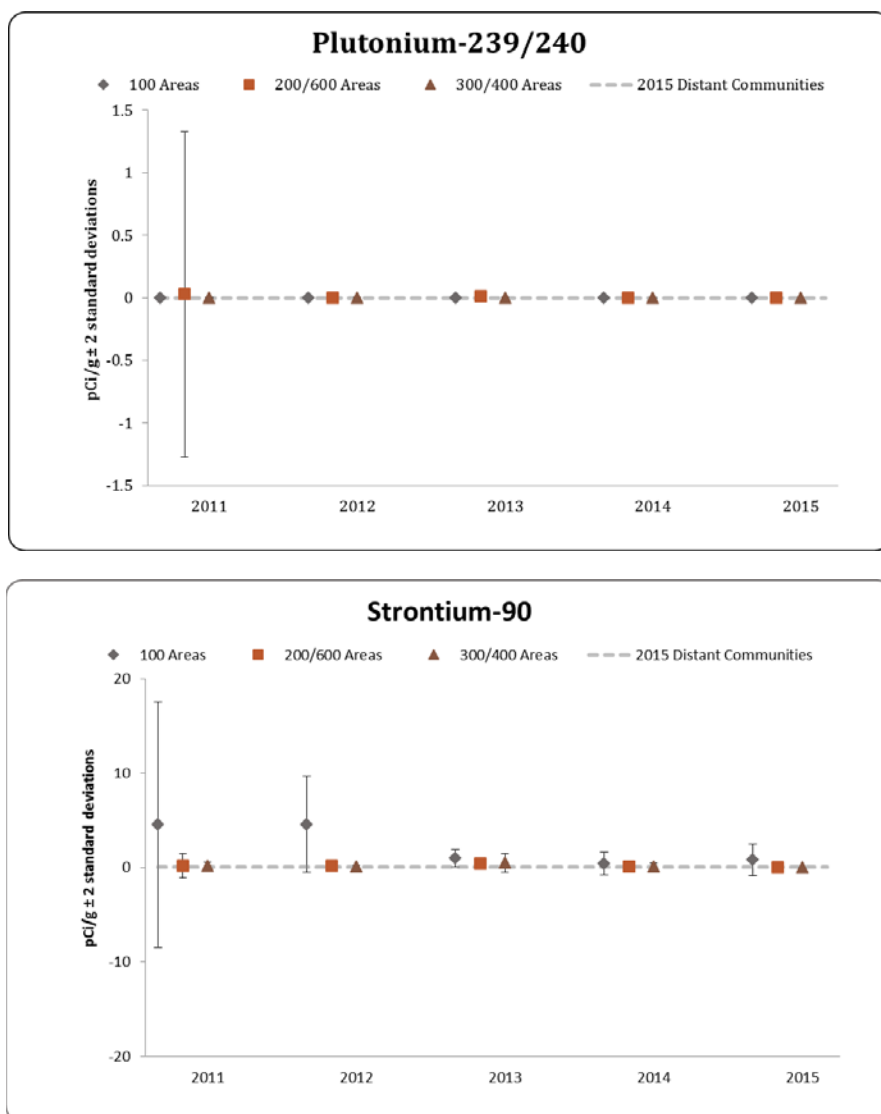 Plutonium-239/240
100 Areas 200/600 Areas 300/400 Areas 2015 Distant Communities
pCi/g ± 2 standard deviations
1.5
1
0.5
0
-0.5
-1
-1.5
2011 2012 2013 2014 2015
Strontium-90
100 Areas 200/600 Areas 300/400 Areas 2015 Distant Communities
pCi/g ± 2 standard deviations
20
10
0
-10
-20
2011 2012 2013 2014 2015